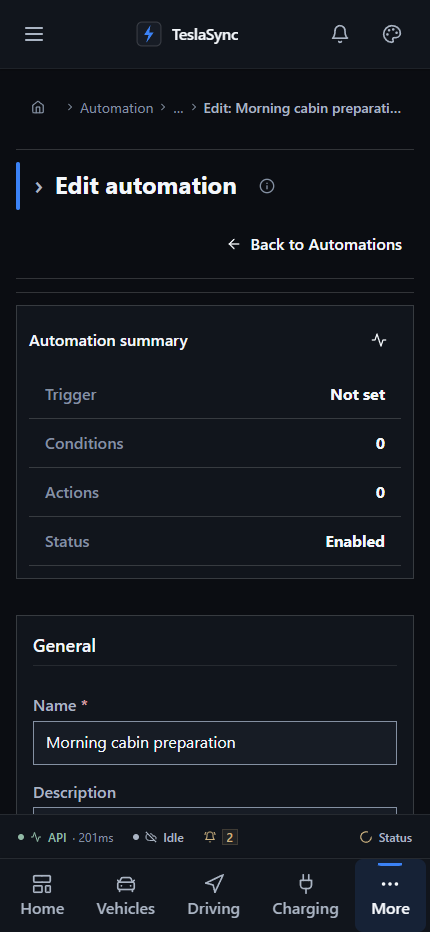 TeslaSync
Automation ... Edit: Morning cabin preparati...
Edit automation
Back to Automations
Automation summary
Trigger Not set
Conditions 0
Actions 0
Status Enabled
General
Name *
Morning cabin preparation
Description
API · 201ms Idle 2 Status
Home Vehicles Driving Charging More